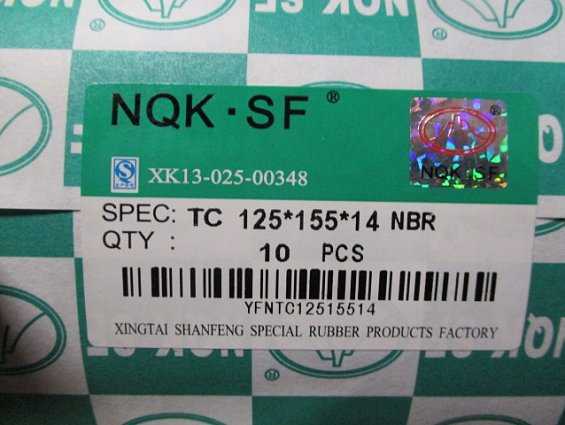 NQK·SF®
NQK·SF
XK13-025-00348
SPEC: TC 125*155*14 NBR
QTY : 10 PCS
YFNTC12515514
XINGTAI SHANFENG SPECIAL RUBBER PRODUCTS FACTORY